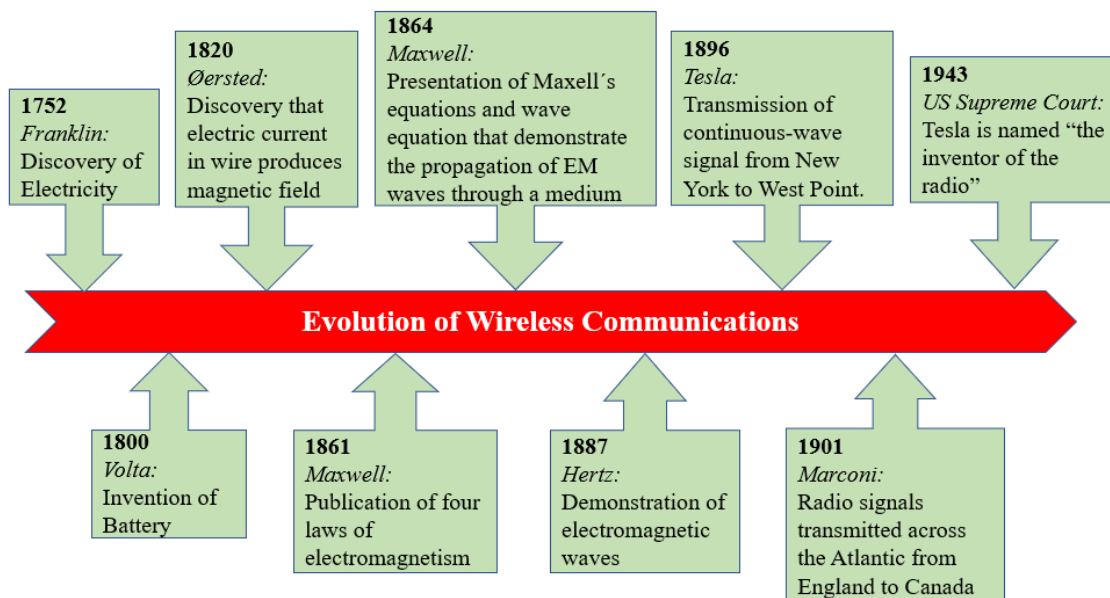 1752
Franklin:
Discovery of
Electricity
1820
Øersted:
Discovery that
electric current
in wire produces
magnetic field
1864
Maxwell:
Presentation of Maxell´s
equations and wave
equation that demonstrate
the propagation of EM
waves through a medium
1896
Tesla:
Transmission of
continuous-wave
signal from New
York to West Point.
1943
US Supreme Court:
Tesla is named “the
inventor of the
radio”
Evolution of Wireless Communications
1800
Volta:
Invention of
Battery
1861
Maxwell:
Publication of four
laws of
electromagnetism
1887
Hertz:
Demonstration of
electromagnetic
waves
1901
Marconi:
Radio signals
transmitted across
the Atlantic from
England to Canada